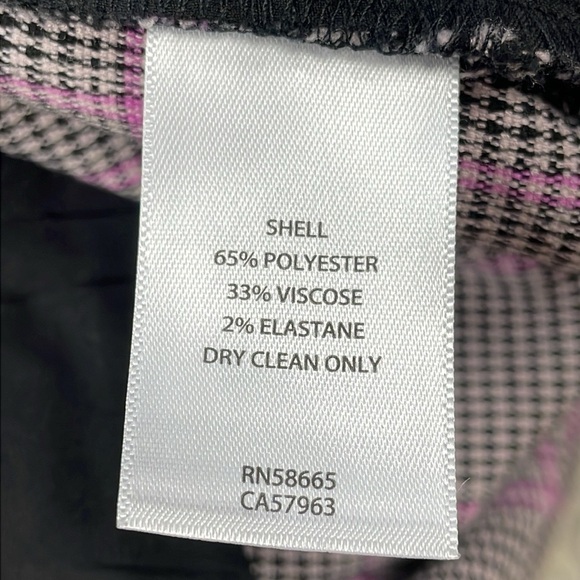 SHELL
65% POLYESTER
33% VISCOSE
2% ELASTANE
DRY CLEAN ONLY
RN58665
CA57963